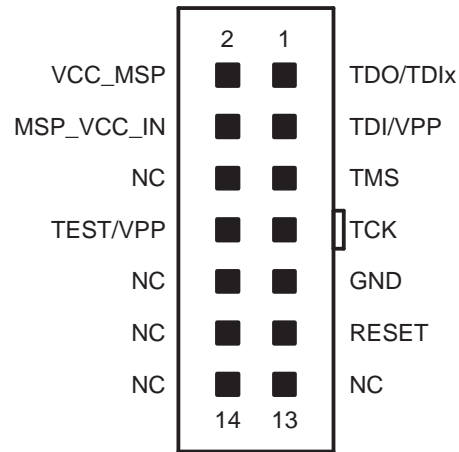 2 1
VCC_MSP TDO/TDIx
MSP_VCC_IN TDI/VPP
NC TMS
TEST/VPP TCK
NC GND
NC RESET
NC NC
14 13